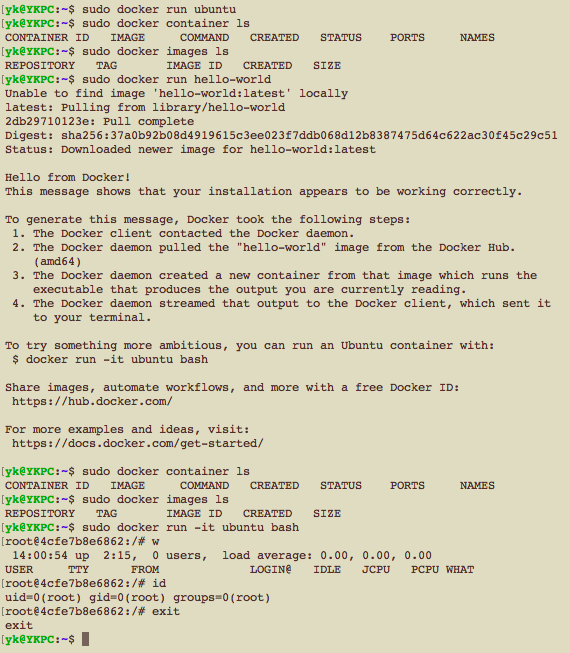 [yk@YKPC:~$ sudo docker run ubuntu
[yk@YKPC:~$ sudo docker container ls
CONTAINER ID   IMAGE     COMMAND   CREATED   STATUS    PORTS     NAMES
[yk@YKPC:~$ sudo docker images ls
REPOSITORY   TAG       IMAGE ID   CREATED   SIZE
[yk@YKPC:~$ sudo docker run hello-world
Unable to find image 'hello-world:latest' locally
latest: Pulling from library/hello-world
2db29710123e: Pull complete
Digest: sha256:37a0b92b08d4919615c3ee023f7ddb068d12b8387475d64c622ac30f45c29c51
Status: Downloaded newer image for hello-world:latest

Hello from Docker!
This message shows that your installation appears to be working correctly.

To generate this message, Docker took the following steps:
 1. The Docker client contacted the Docker daemon.
 2. The Docker daemon pulled the "hello-world" image from the Docker Hub.
    (amd64)
 3. The Docker daemon created a new container from that image which runs the
    executable that produces the output you are currently reading.
 4. The Docker daemon streamed that output to the Docker client, which sent it
    to your terminal.

To try something more ambitious, you can run an Ubuntu container with:
 $ docker run -it ubuntu bash

Share images, automate workflows, and more with a free Docker ID:
 https://hub.docker.com/

For more examples and ideas, visit:
 https://docs.docker.com/get-started/

[yk@YKPC:~$ sudo docker container ls
CONTAINER ID   IMAGE     COMMAND   CREATED   STATUS    PORTS     NAMES
[yk@YKPC:~$ sudo docker images ls
REPOSITORY   TAG       IMAGE ID   CREATED   SIZE
[yk@YKPC:~$ sudo docker run -it ubuntu bash
[root@4cfe7b8e6862:/# w
 14:00:54 up  2:15,  0 users,  load average: 0.00, 0.00, 0.00
USER     TTY      FROM             LOGIN@   IDLE   JCPU   PCPU WHAT
[root@4cfe7b8e6862:/# id
uid=0(root) gid=0(root) groups=0(root)
[root@4cfe7b8e6862:/# exit
exit
[yk@YKPC:~$